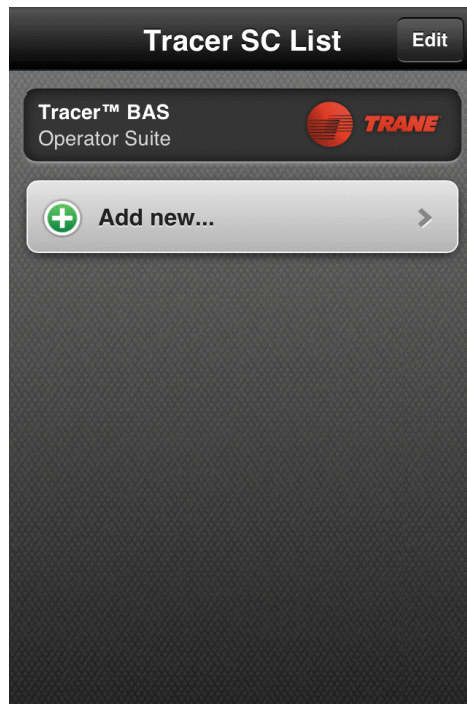 Tracer SC List
Edit
Tracer™ BAS
Operator Suite
TRANE
Add new...